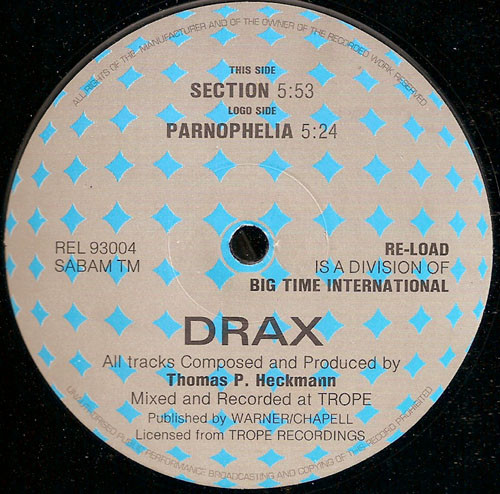 ALL RIGHTS OF THE MANUFACTURER AND OF THE OWNER OF THE RECORDED WORK RESERVED
THIS SIDE
SECTION 5:53
LOGO SIDE
PARNOPHELIA 5:24
REL 93004
SABAM TM
RE-LOAD
IS A DIVISION OF
BIG TIME INTERNATIONAL
DRAX
All tracks Composed and Produced by
Thomas P. Heckmann
Mixed and Recorded at TROPE
Published by WARNER/CHAPELL
Licensed from TROPE RECORDINGS
UNAUTHORISED PUBLIC PERFORMANCE BROADCASTING AND COPYING OF THIS RECORD PROHIBITED